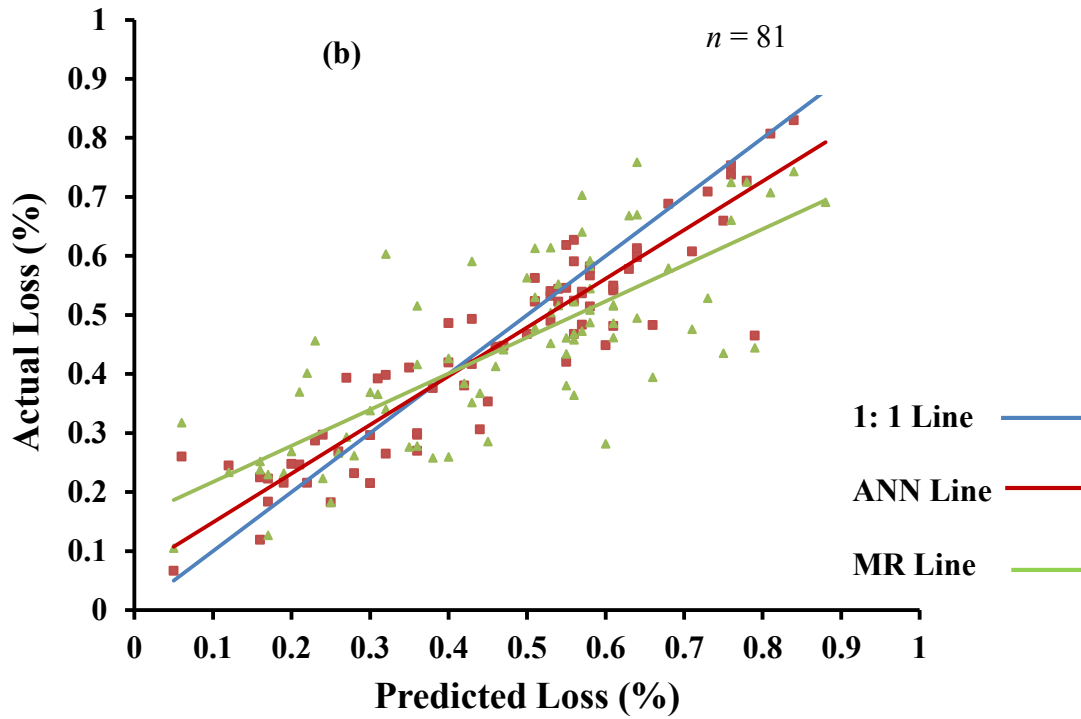 (b)
n = 81
Actual Loss (%)
1
0.9
0.8
0.7
0.6
0.5
0.4
0.3
0.2
0.1
0
0 0.1 0.2 0.3 0.4 0.5 0.6 0.7 0.8 0.9 1
Predicted Loss (%)
1: 1 Line
ANN Line
MR Line